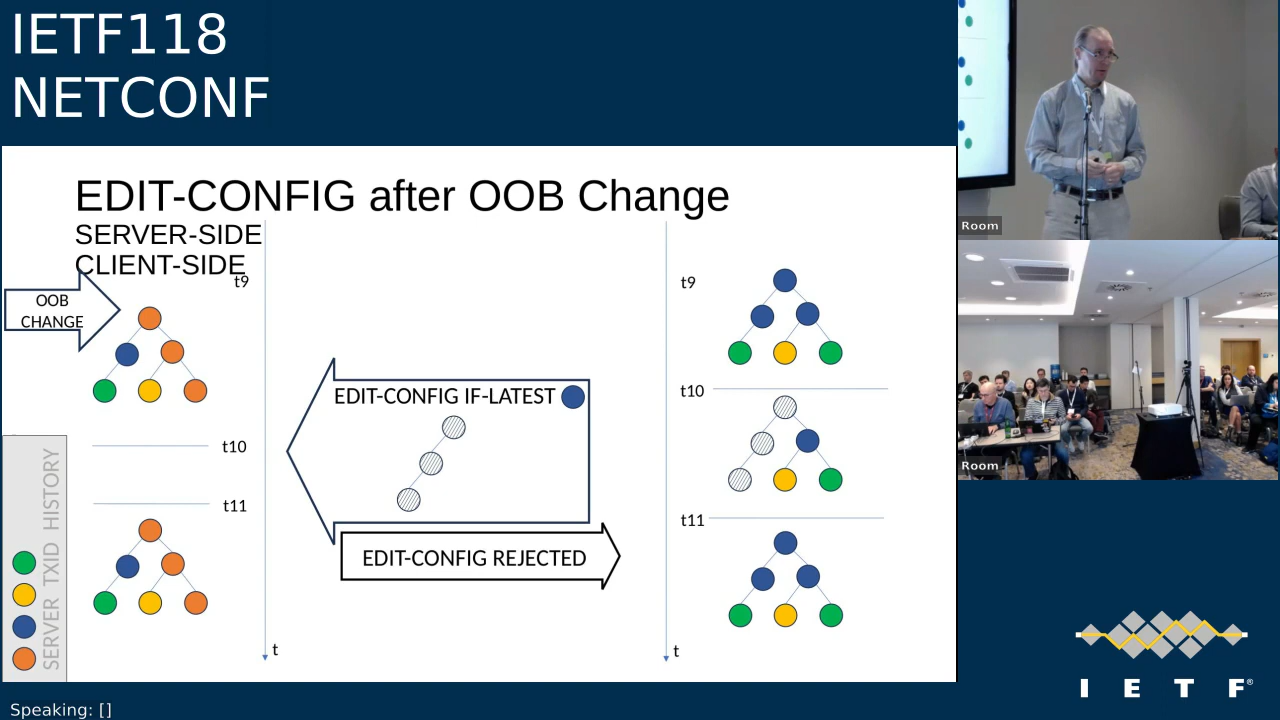 IETF118
NETCONF
EDIT-CONFIG after OOB Change
SERVER-SIDE
CLIENT-SIDE
t9
OOB
CHANGE
t10
t11
t
SERVER TXID HISTORY
EDIT-CONFIG IF-LATEST
EDIT-CONFIG REJECTED
t9
t10
t11
t
Room
Room
I E T F®
Speaking: []